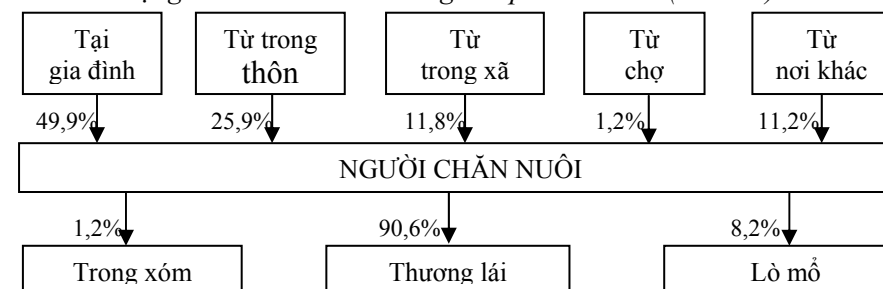 Tại
gia đình
Từ trong
thôn
Từ
trong xã
Từ
chợ
Từ
nơi khác
49,9%
25,9%
11,8%
1,2%
11,2%
NGƯỜI CHĂN NUÔI
1,2%
90,6%
8,2%
Trong xóm
Thương lái
Lò mổ